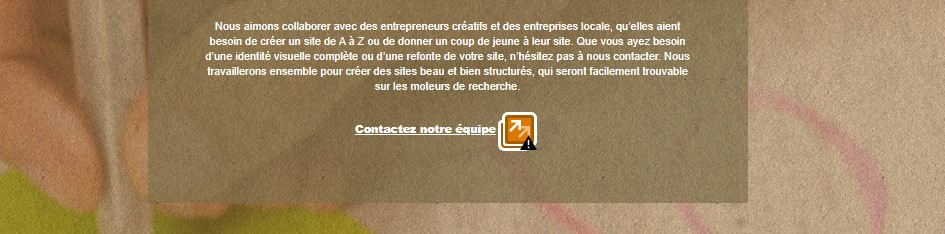 Nous aimons collaborer avec des entrepreneurs créatifs et des entreprises locale, qu'elles aient
besoin de créer un site de A à Z ou de donner un coup de jeune à leur site. Que vous ayez besoin
d'une identité visuelle complète ou d'une refonte de votre site, n'hésitez pas à nous contacter. Nous
travaillerons ensemble pour créer des sites beau et bien structurés, qui seront facilement trouvable
sur les moteurs de recherche.
Contactez notre équipe